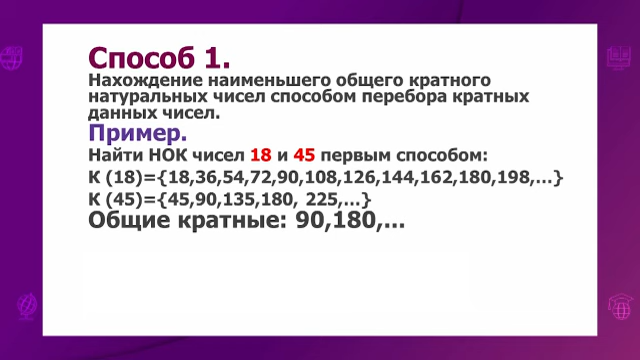 Способ 1.
Нахождение наименьшего общего кратного
натуральных чисел способом перебора кратных
данных чисел.
Пример.
Найти НОК чисел 18 и 45 первым способом:
К (18)={18,36,54,72,90,108,126,144,162,180,198,…}
К (45)={45,90,135,180, 225,…}
Общие кратные: 90,180,…